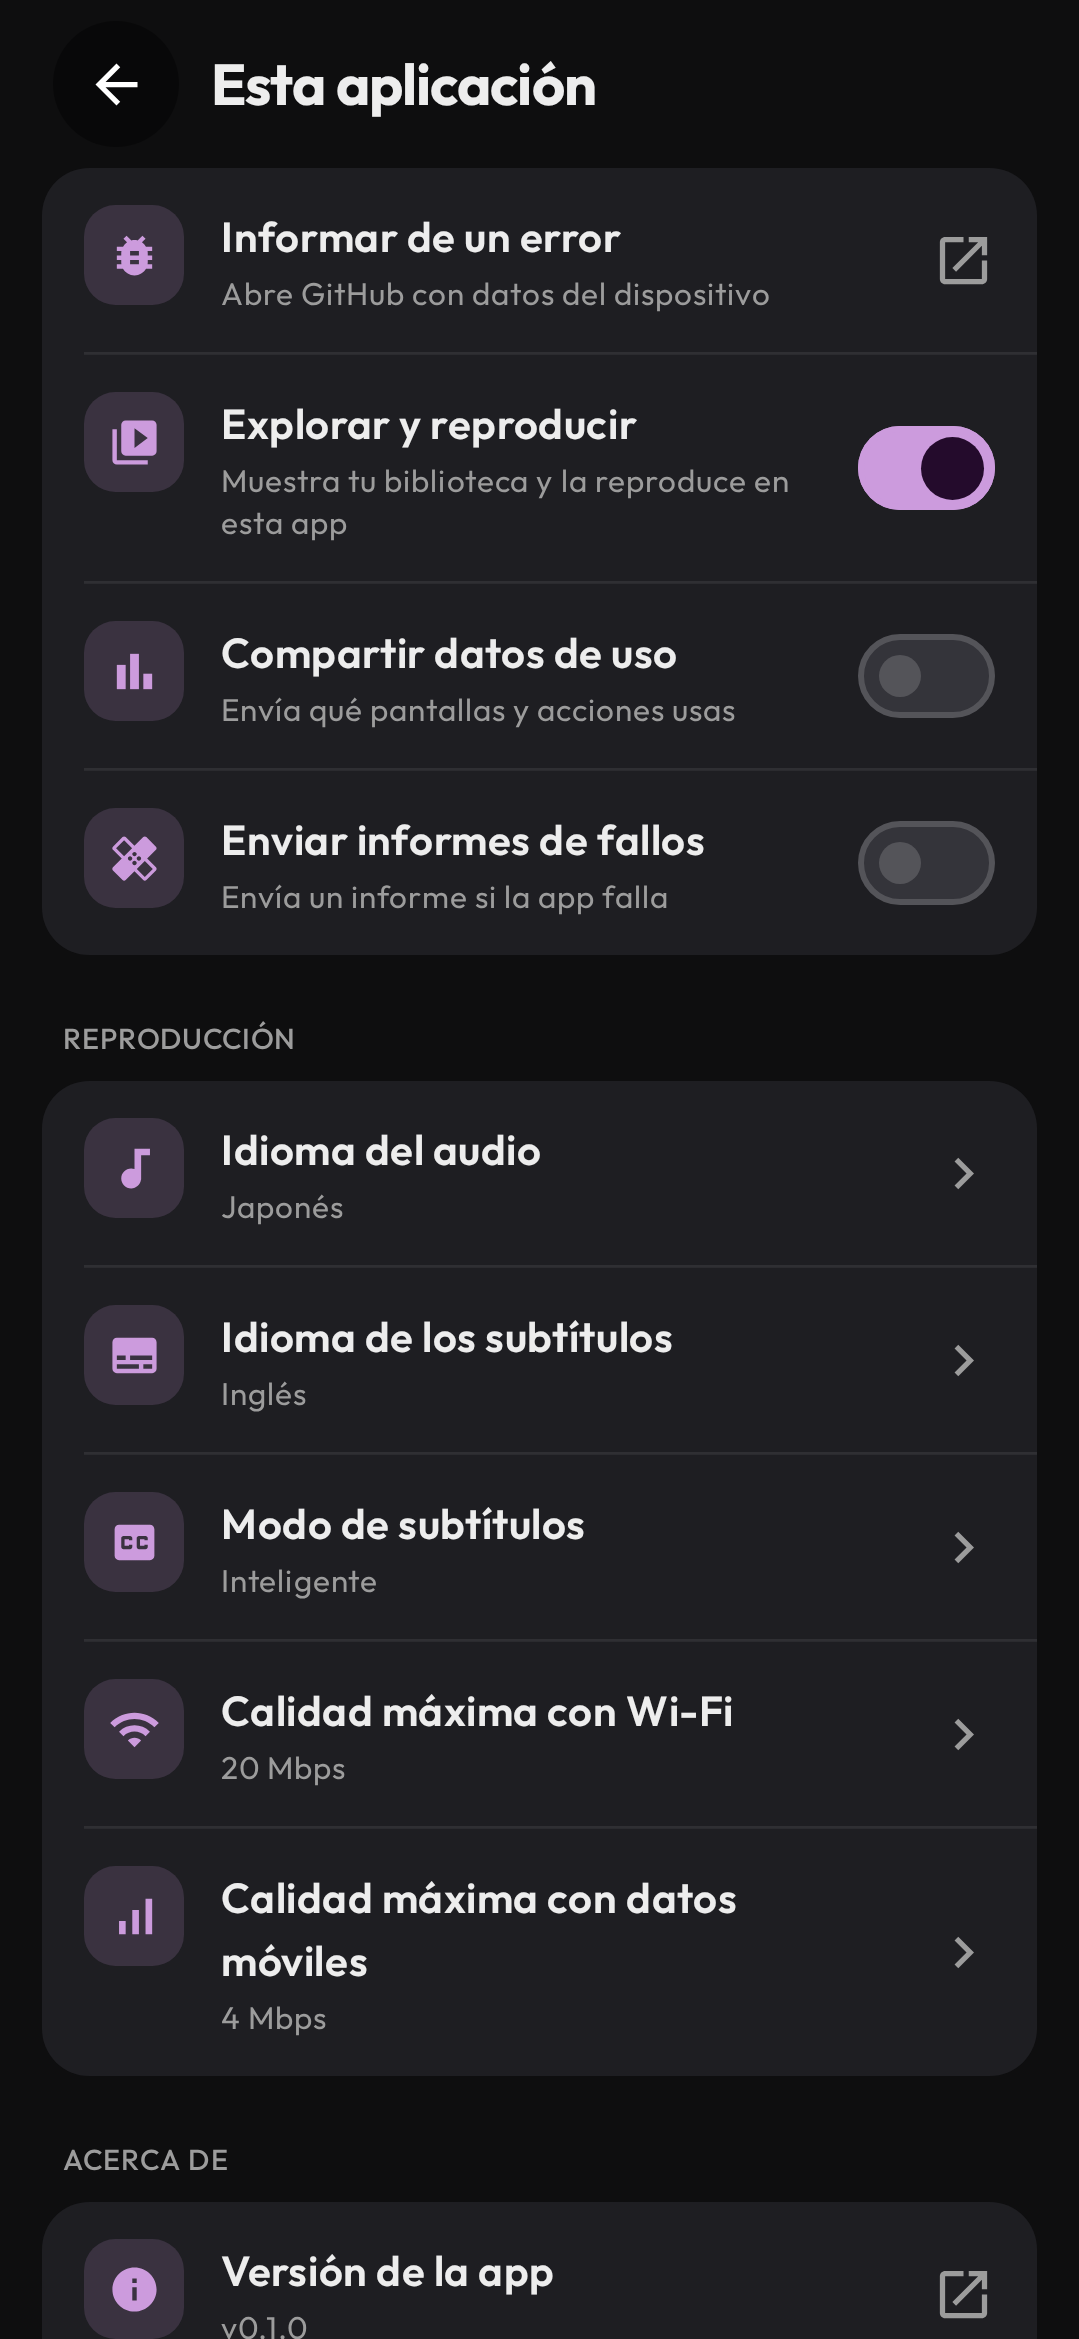 Esta aplicación
Informar de un error
Abre GitHub con datos del dispositivo
Explorar y reproducir
Muestra tu biblioteca y la reproduce en
esta app
Compartir datos de uso
Envía qué pantallas y acciones usas
Enviar informes de fallos
Envía un informe si la app falla
REPRODUCCIÓN
Idioma del audio
Japonés
Idioma de los subtítulos
Inglés
CC
Modo de subtítulos
Inteligente
Calidad máxima con Wi-Fi
20 Mbps
Calidad máxima con datos
móviles
4 Mbps
ACERCA DE
Versión de la app
v0.1.0